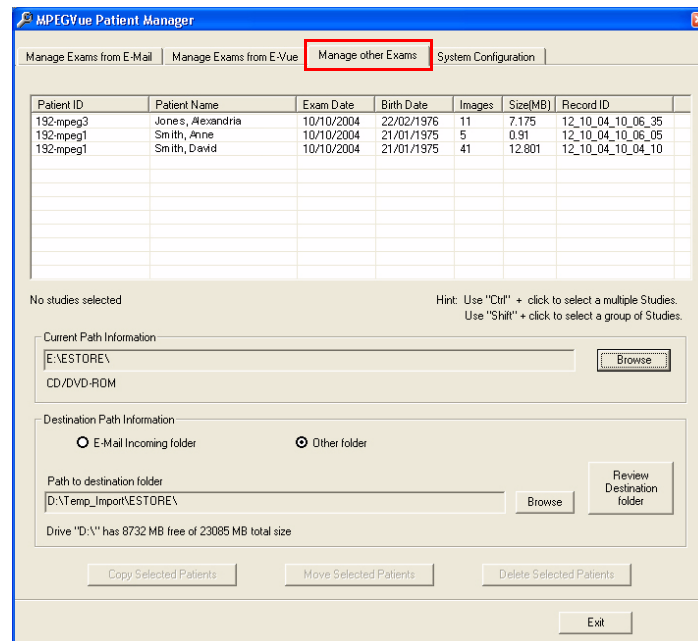 MPEGVue Patient Manager
Manage Exams from E-Mail Manage Exams from E-Vue Manage other Exams System Configuration
Patient ID Patient Name Exam Date Birth Date Images Size(MB) Record ID
192-mpeg3 Jones, Alexandria 10/10/2004 22/02/1976 11 7.175 12_10_04_10_06_35
192-mpeg1 Smith, Anne 10/10/2004 21/01/1975 5 0.91 12_10_04_10_06_05
192-mpeg1 Smith, David 10/10/2004 21/01/1975 41 12.801 12_10_04_10_04_10
No studies selected Hint: Use "Ctrl" + click to select a multiple Studies.
Use "Shift" + click to select a group of Studies.
Current Path Information
E:\ESTORE\ Browse
CD/DVD-ROM
Destination Path Information
E-Mail Incoming folder Other folder
Path to destination folder
D:\Temp_Import\ESTORE\ Browse
Review
Destination
folder
Drive "D:\" has 8732 MB free of 23085 MB total size
Copy Selected Patients Move Selected Patients Delete Selected Patients
Exit